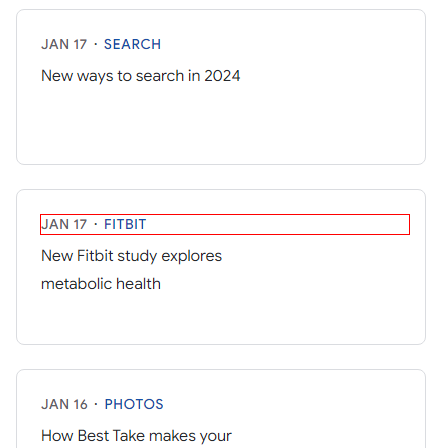 JAN 17 · SEARCH
New ways to search in 2024
JAN 17 · FITBIT
New Fitbit study explores
metabolic health
JAN 16 · PHOTOS
How Best Take makes your